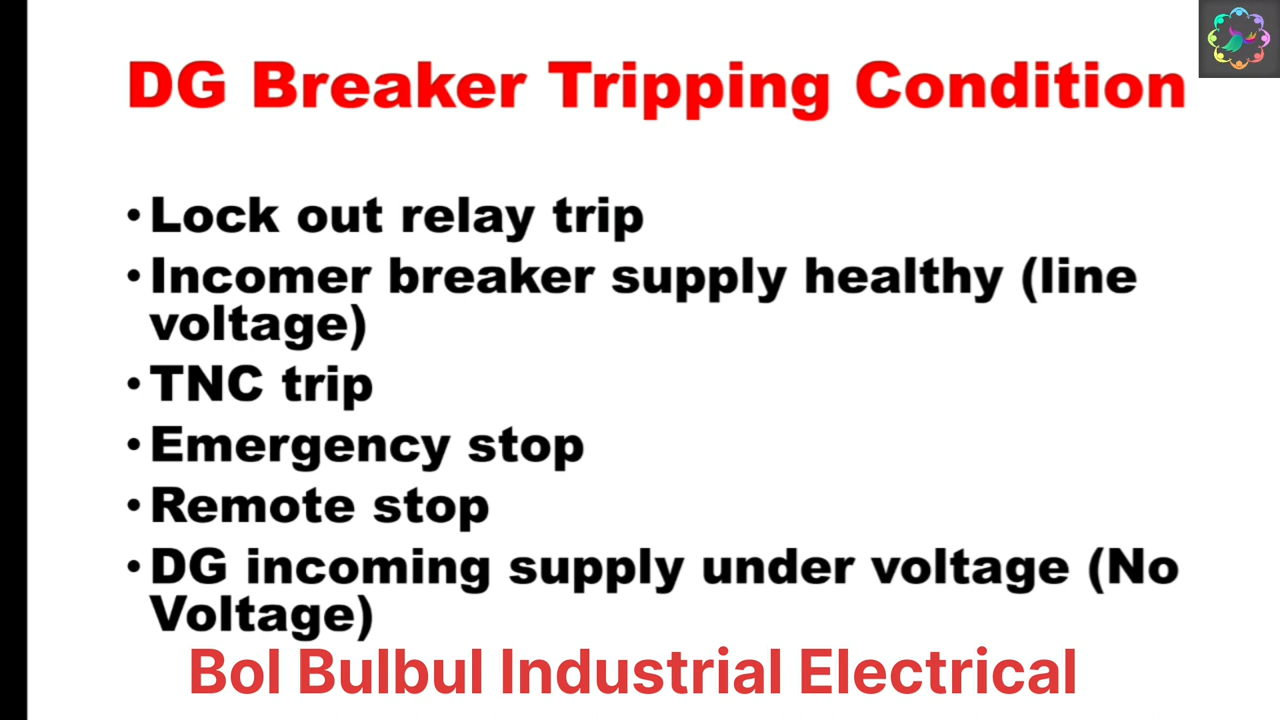 DG Breaker Tripping Condition
• Lock out relay trip
• Incomer breaker supply healthy (line
voltage)
• TNC trip
• Emergency stop
• Remote stop
• DG incoming supply under voltage (No
Voltage)
Bol Bulbul Industrial Electrical